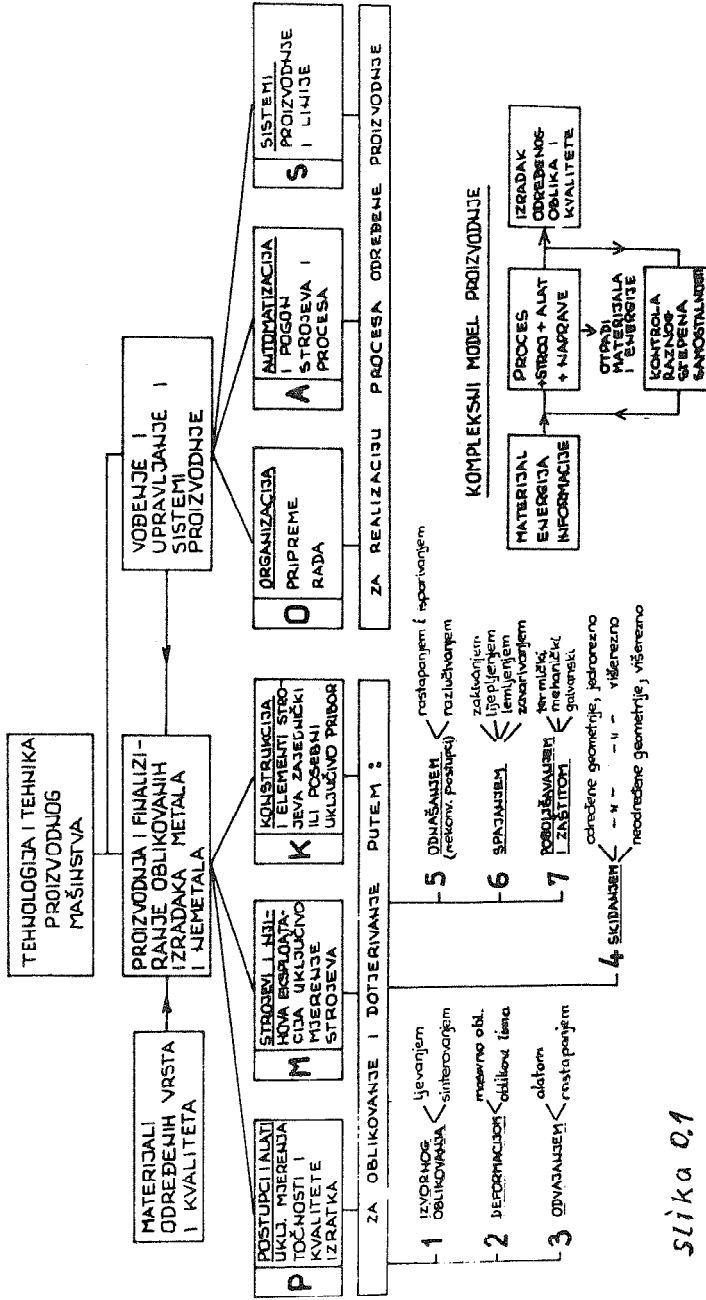 TEHNOLOGIJA I TEHNIKA
PROIZVODNOG
MAŠINSTVA
MATERIJALI
ODREĐENIH VRSTA
I KVALITETA
PROIZVODNJA I FINALIZI-
RANJE OBLIKOVANIH
IZRADAKA METALA
I NEMETALA
VOĐENJE I
UPRAVLJANJE I
SISTEMI
PROIZVODNJE
P
POSTUPCI I ALATI
UKLJ. MJERENJA
TOČNOSTI I
KVALITETE
IZRATKA
M
STROJEVI I NJI-
HOVA EKSPLOATA-
CIJA UKLJUČIVO
MJERENJE
STROJEVA
K
KONSTRUKCIJA
I ELEMENTI STRO-
JEVA ZAJEDNIČKI
ILI POSEBNI
UKLJUČIVO PRIBOR
O
ORGANIZACIJA
PRIPREME
RADA
A
AUTOMATIZACIJA
I POGON
STROJEVA I
PROCESA
S
SISTEMI
PROIZVODNJE
I LINIJE
ZA OBLIKOVANJE I DOTJERIVANJE PUTEM:
ZA REALIZACIJU PROCESA ODREĐENE PROIZVODNJE
1 IZVORNOG
OBLIKOVANJA
ljevanjem
sinterovanjem
2 DEFORMACIJOM
masivno obl.
oblikov. lima
3 ODVAJANJEM
alatom
rastapanjem
4 SKIDANJEM
određene geometrije, jednorezno
- " - - " - višerezno
neodređene geometrije, višerezno
5 ODNAŠANJEM
(nekonv. postupci)
rastapanjem i isparivanjem
razlučivanjem
6 SPAJANJEM
zakivanjem
lijepljenjem
lemljenjem
zavarivanjem
7 POBOLJŠAVANJEM
I ZAŠTITOM
termički
mehanički
galvanski
KOMPLEKSNI MODEL PROIZVODNJE
MATERIJAL
ENERGIJA
INFORMACIJE
PROCES
+STROJ+ALAT
+ NAPRAVE
IZRADAK
ODREĐENOG
OBLIKA I
KVALITETE
OTPADI
MATERIJALA
I ENERGIJE
KONTROLA
RAZNOG
STEPENA
SAMOSTALNOSTI
slika 0.1